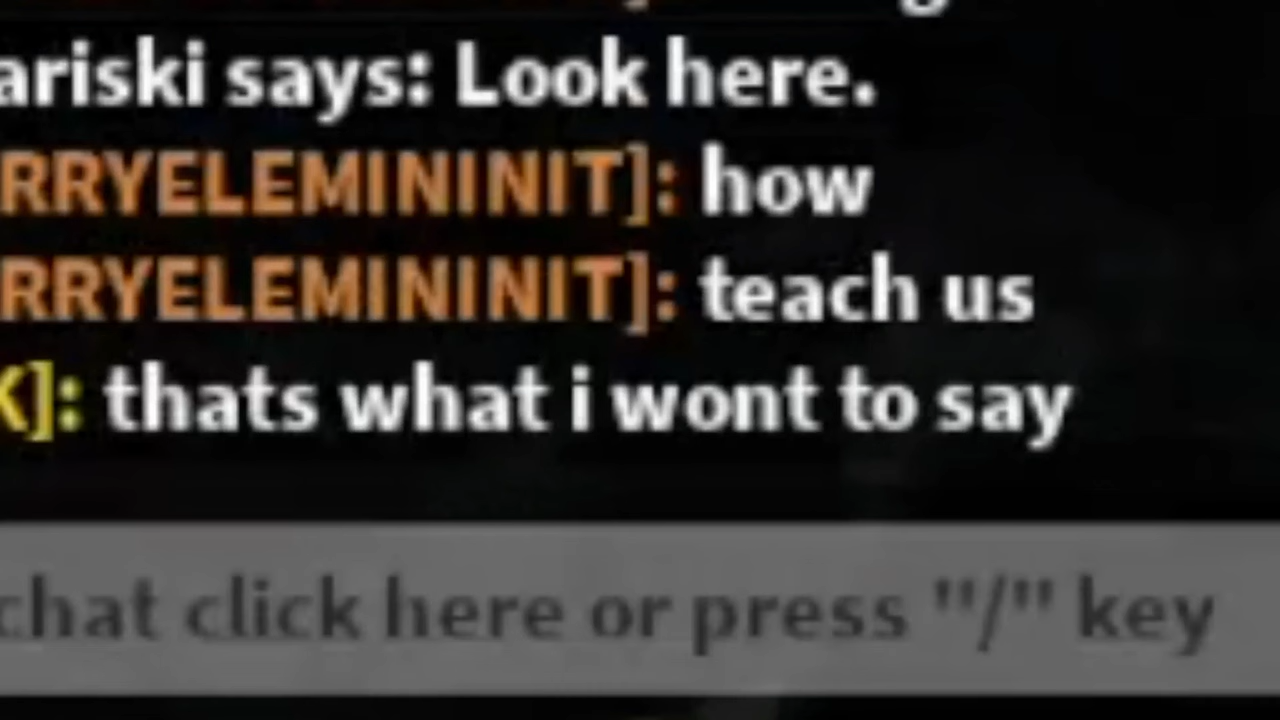 ariski says: Look here.
RRYELEMININIT]: how
RRYELEMININIT]: teach us
K]: thats what i wont to say
chat click here or press "/" key